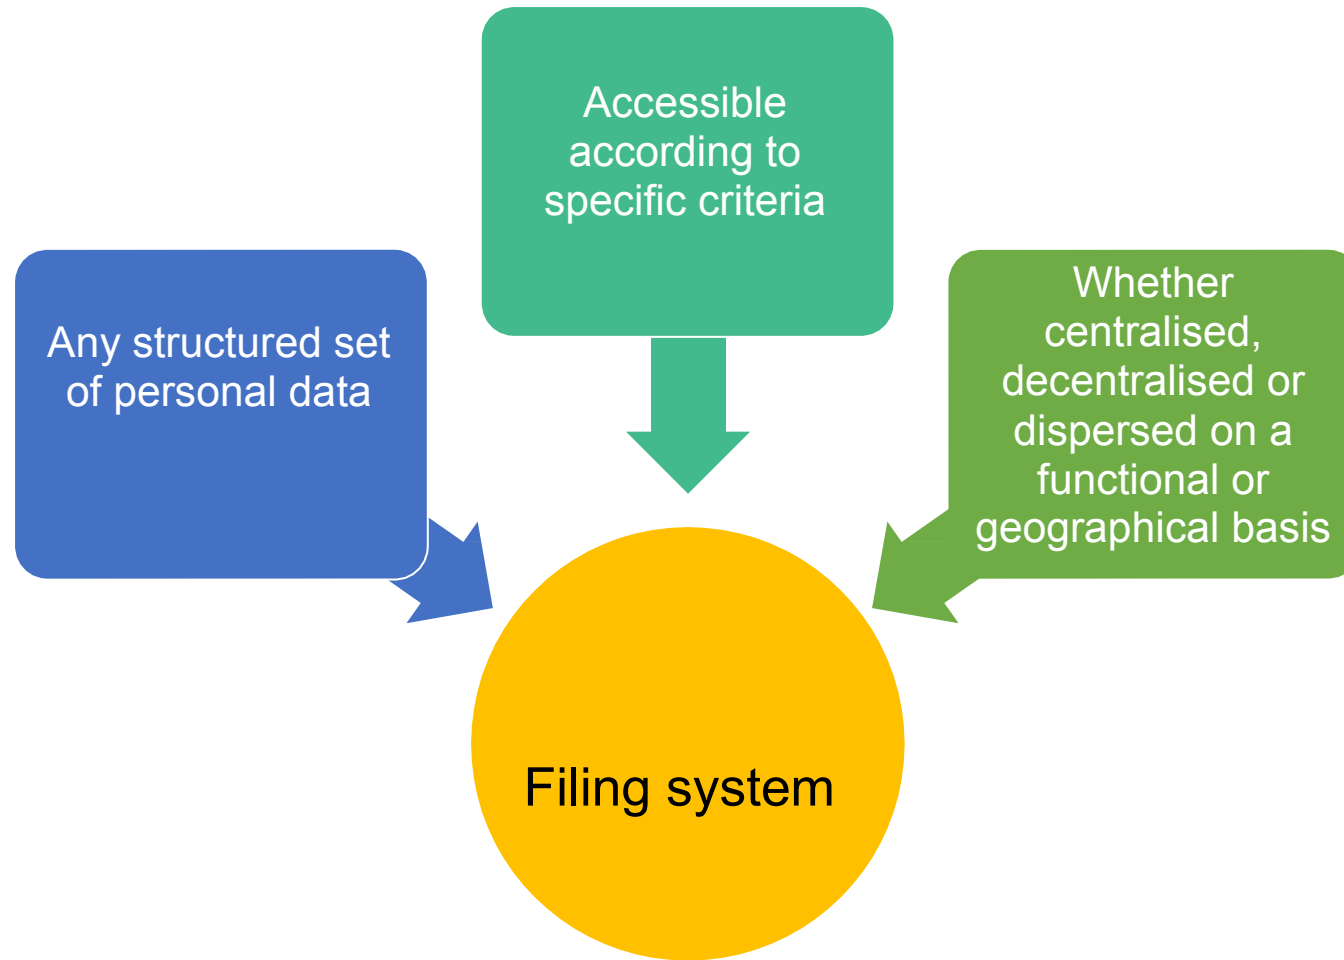 Any structured set
of personal data
Accessible
according to
specific criteria
Whether
centralised,
decentralised or
dispersed on a
functional or
geographical basis
Filing system